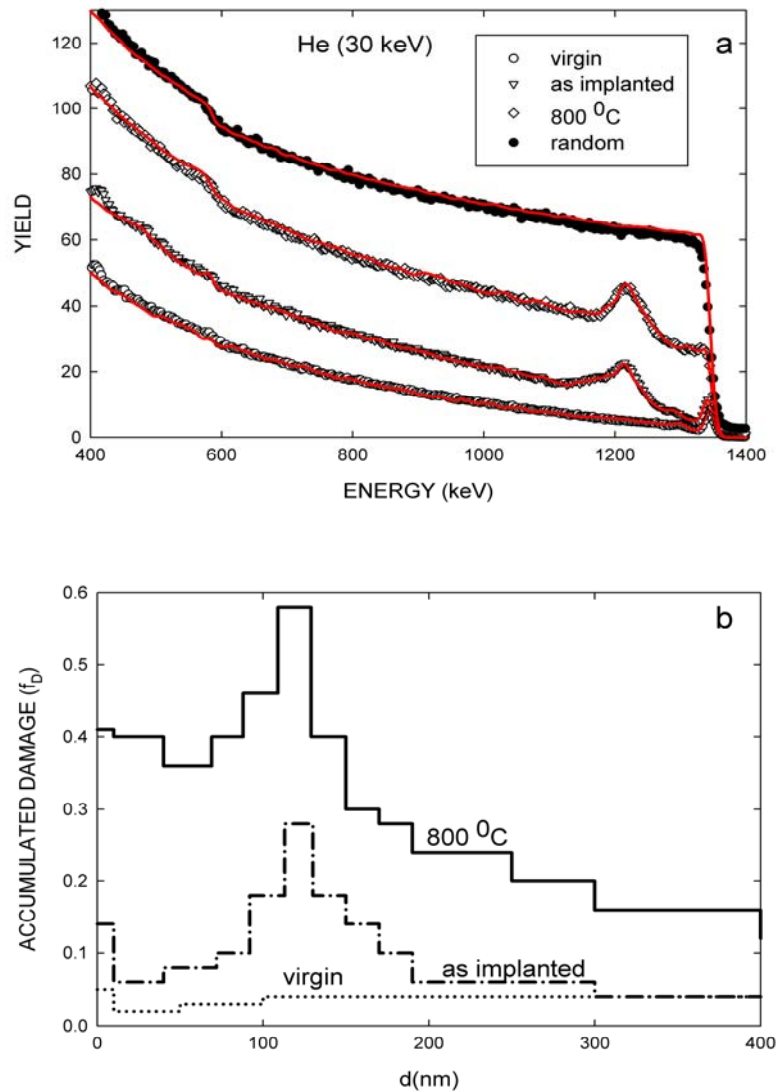 He (30 keV)
a
virgin
as implanted
800 ⁰C
random
YIELD
120
100
80
60
40
20
0
400
600
800
1000
1200
1400
ENERGY (keV)
b
ACCUMULATED DAMAGE (f_D)
0.6
0.5
0.4
0.3
0.2
0.1
0.0
800 ⁰C
virgin
as implanted
0
100
200
300
400
d(nm)